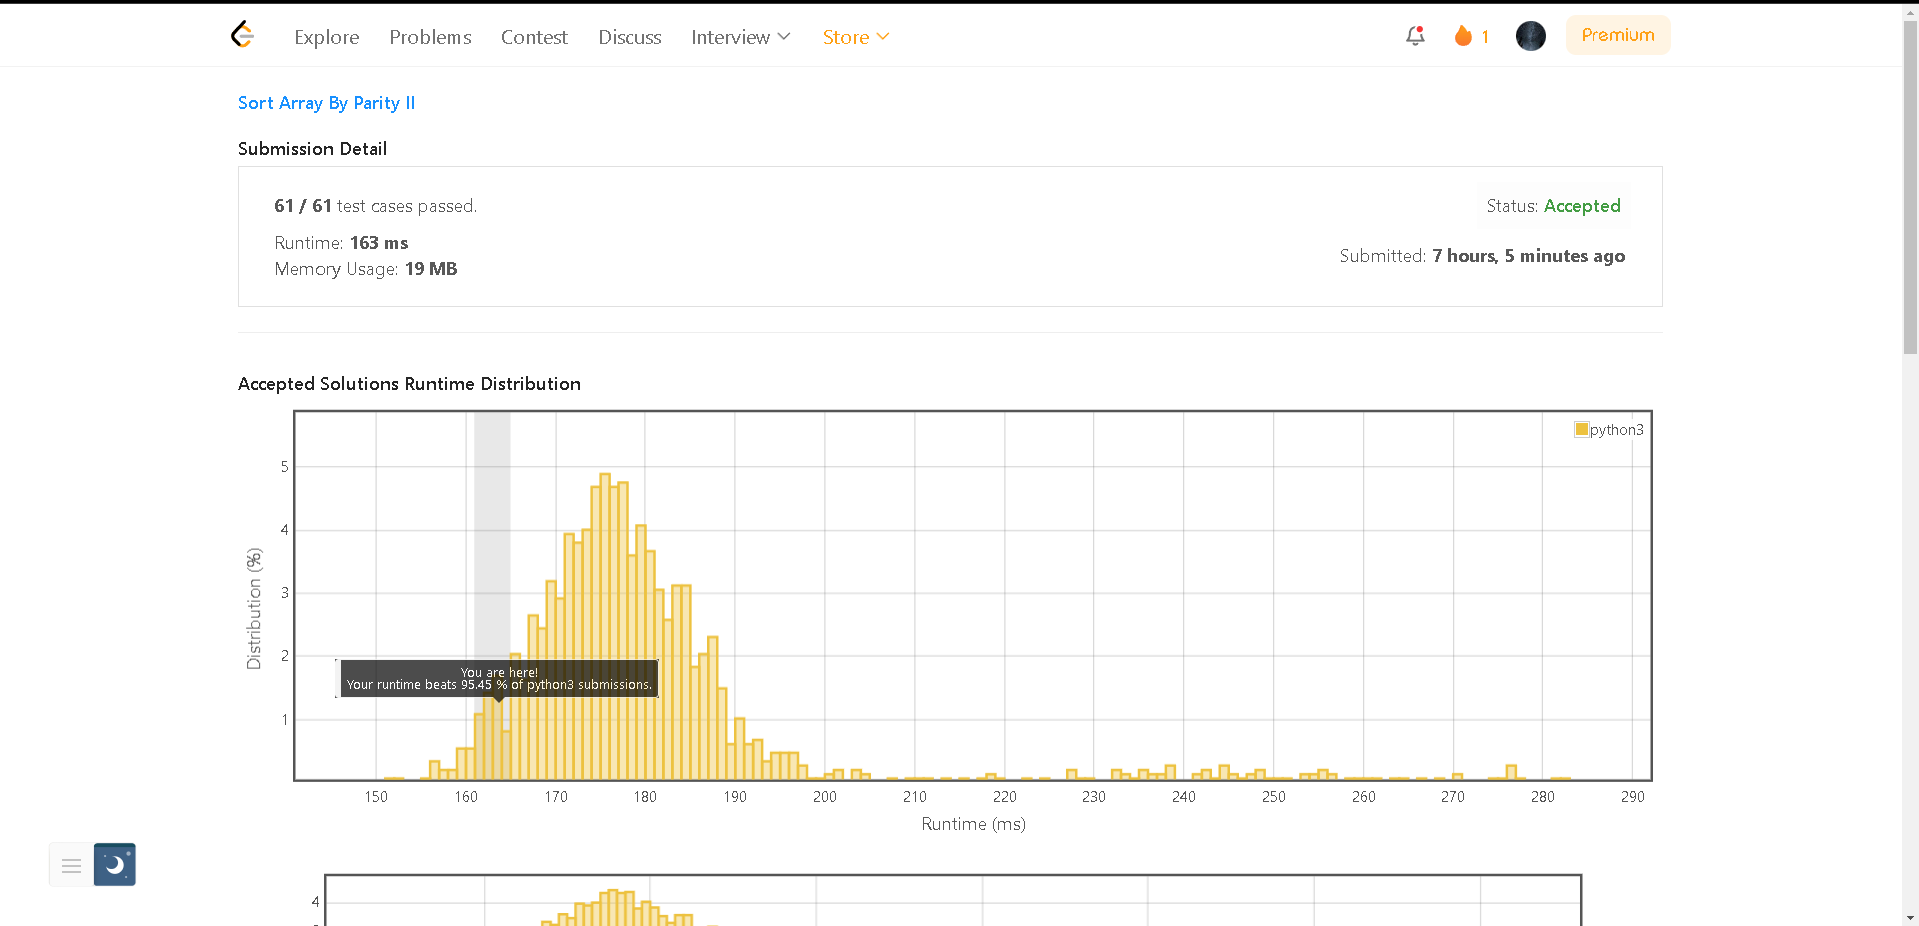 Explore Problems Contest Discuss Interview Store 1 Premium
Sort Array By Parity II
Submission Detail
61 / 61 test cases passed.
Status: Accepted
Runtime: 163 ms
Memory Usage: 19 MB
Submitted: 7 hours, 5 minutes ago
Accepted Solutions Runtime Distribution
python3
5
4
3
2
1
Distribution (%)
You are here!
Your runtime beats 95.45 % of python3 submissions.
150 160 170 180 190 200 210 220 230 240 250 260 270 280 290
Runtime (ms)
4